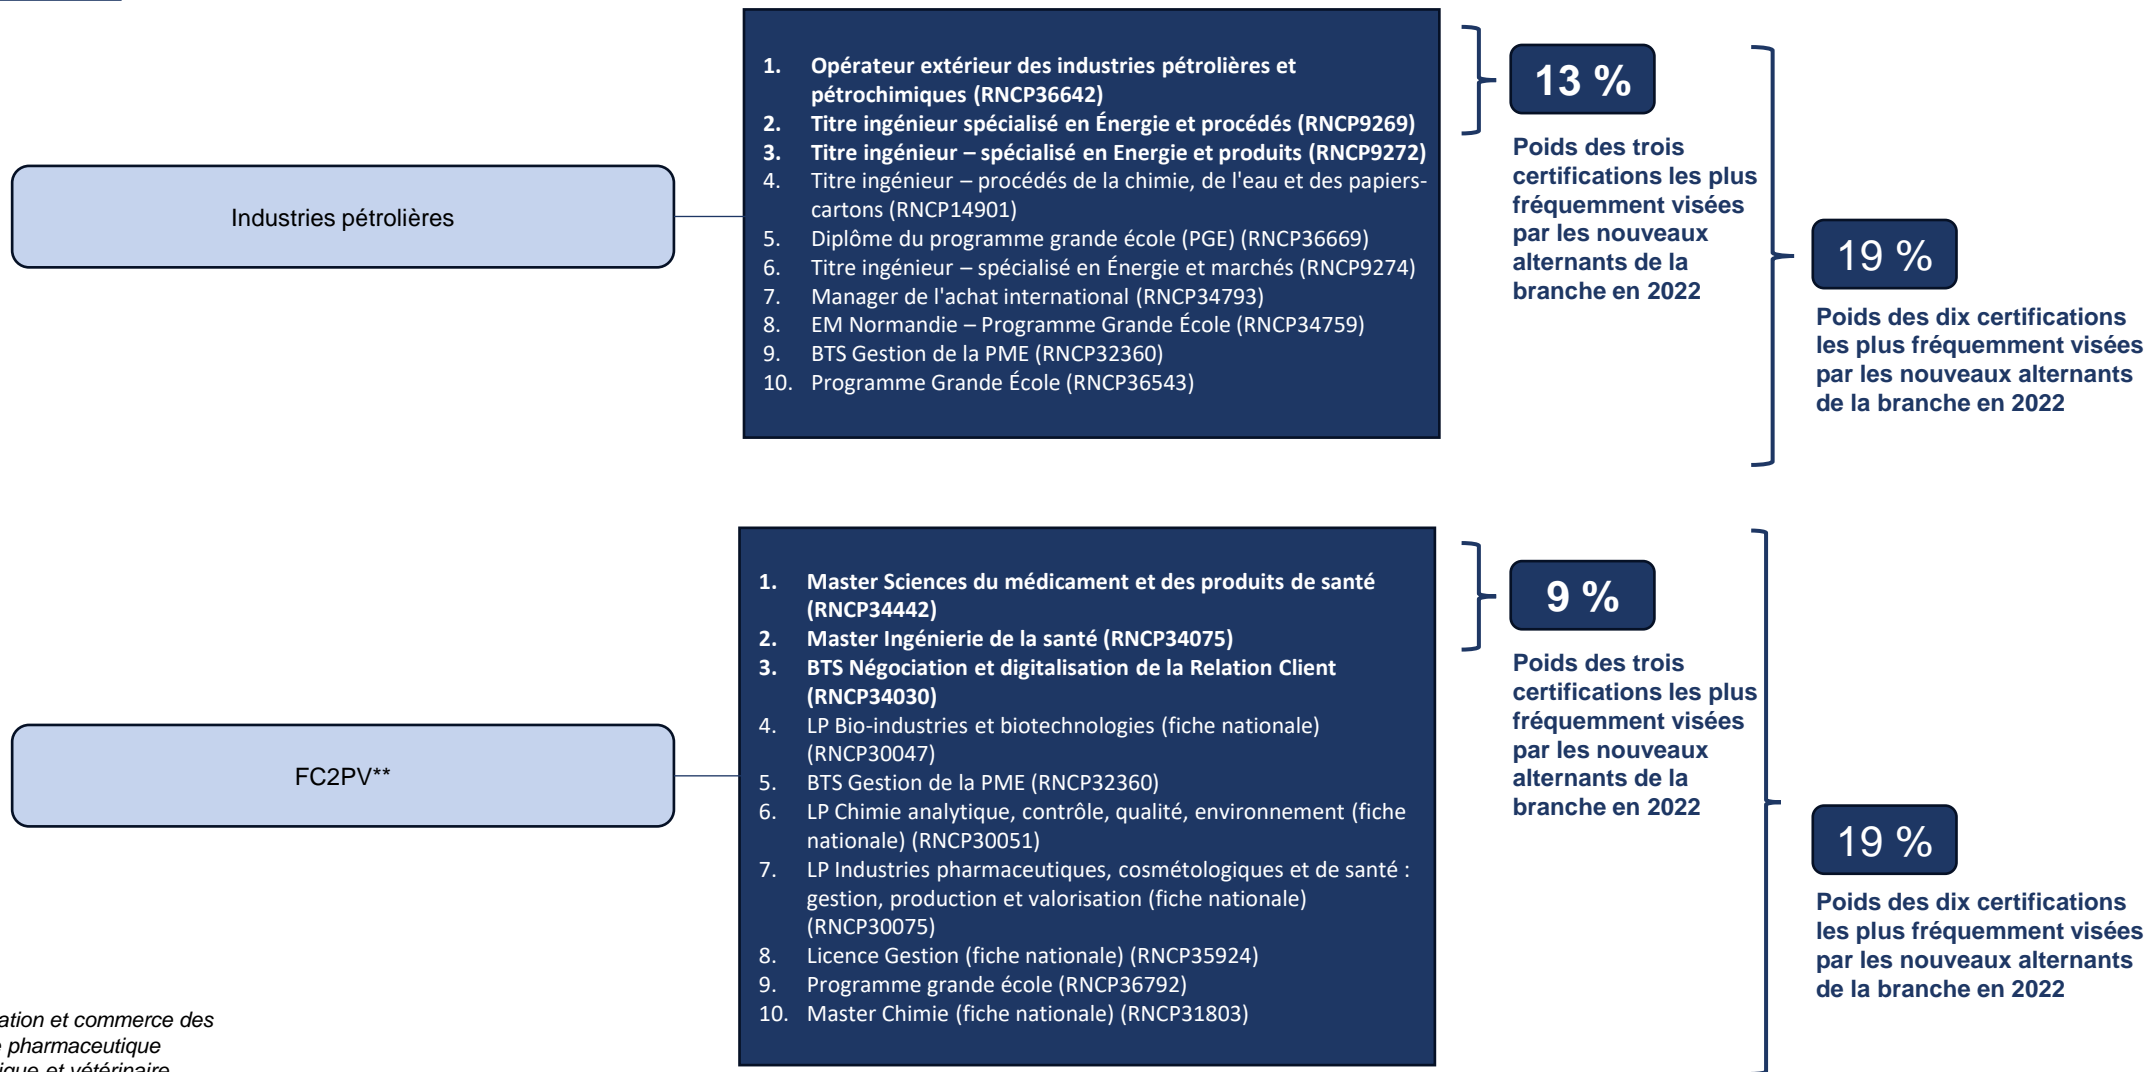 Industries pétrolières
1. Opérateur extérieur des industries pétrolières et
pétrochimiques (RNCP36642)
2. Titre ingénieur spécialisé en Énergie et procédés (RNCP9269)
3. Titre ingénieur – spécialisé en Energie et produits (RNCP9272)
4. Titre ingénieur – procédés de la chimie, de l'eau et des papiers-
cartons (RNCP14901)
5. Diplôme du programme grande école (PGE) (RNCP36669)
6. Titre ingénieur – spécialisé en Énergie et marchés (RNCP9274)
7. Manager de l'achat international (RNCP34793)
8. EM Normandie – Programme Grande École (RNCP34759)
9. BTS Gestion de la PME (RNCP32360)
10. Programme Grande École (RNCP36543)
13 %
Poids des trois
certifications les plus
fréquemment visées
par les nouveaux
alternants de la
branche en 2022
19 %
Poids des dix certifications
les plus fréquemment visées
par les nouveaux alternants
de la branche en 2022
FC2PV**
1. Master Sciences du médicament et des produits de santé
(RNCP34442)
2. Master Ingénierie de la santé (RNCP34075)
3. BTS Négociation et digitalisation de la Relation Client
(RNCP34030)
4. LP Bio-industries et biotechnologies (fiche nationale)
(RNCP30047)
5. BTS Gestion de la PME (RNCP32360)
6. LP Chimie analytique, contrôle, qualité, environnement (fiche
nationale) (RNCP30051)
7. LP Industries pharmaceutiques, cosmétologiques et de santé :
gestion, production et valorisation (fiche nationale)
(RNCP30075)
8. Licence Gestion (fiche nationale) (RNCP35924)
9. Programme grande école (RNCP36792)
10. Master Chimie (fiche nationale) (RNCP31803)
9 %
Poids des trois
certifications les plus
fréquemment visées
par les nouveaux
alternants de la
branche en 2022
19 %
Poids des dix certifications
les plus fréquemment visées
par les nouveaux alternants
de la branche en 2022
ation et commerce des
pharmaceutique
ique et vétérinaire